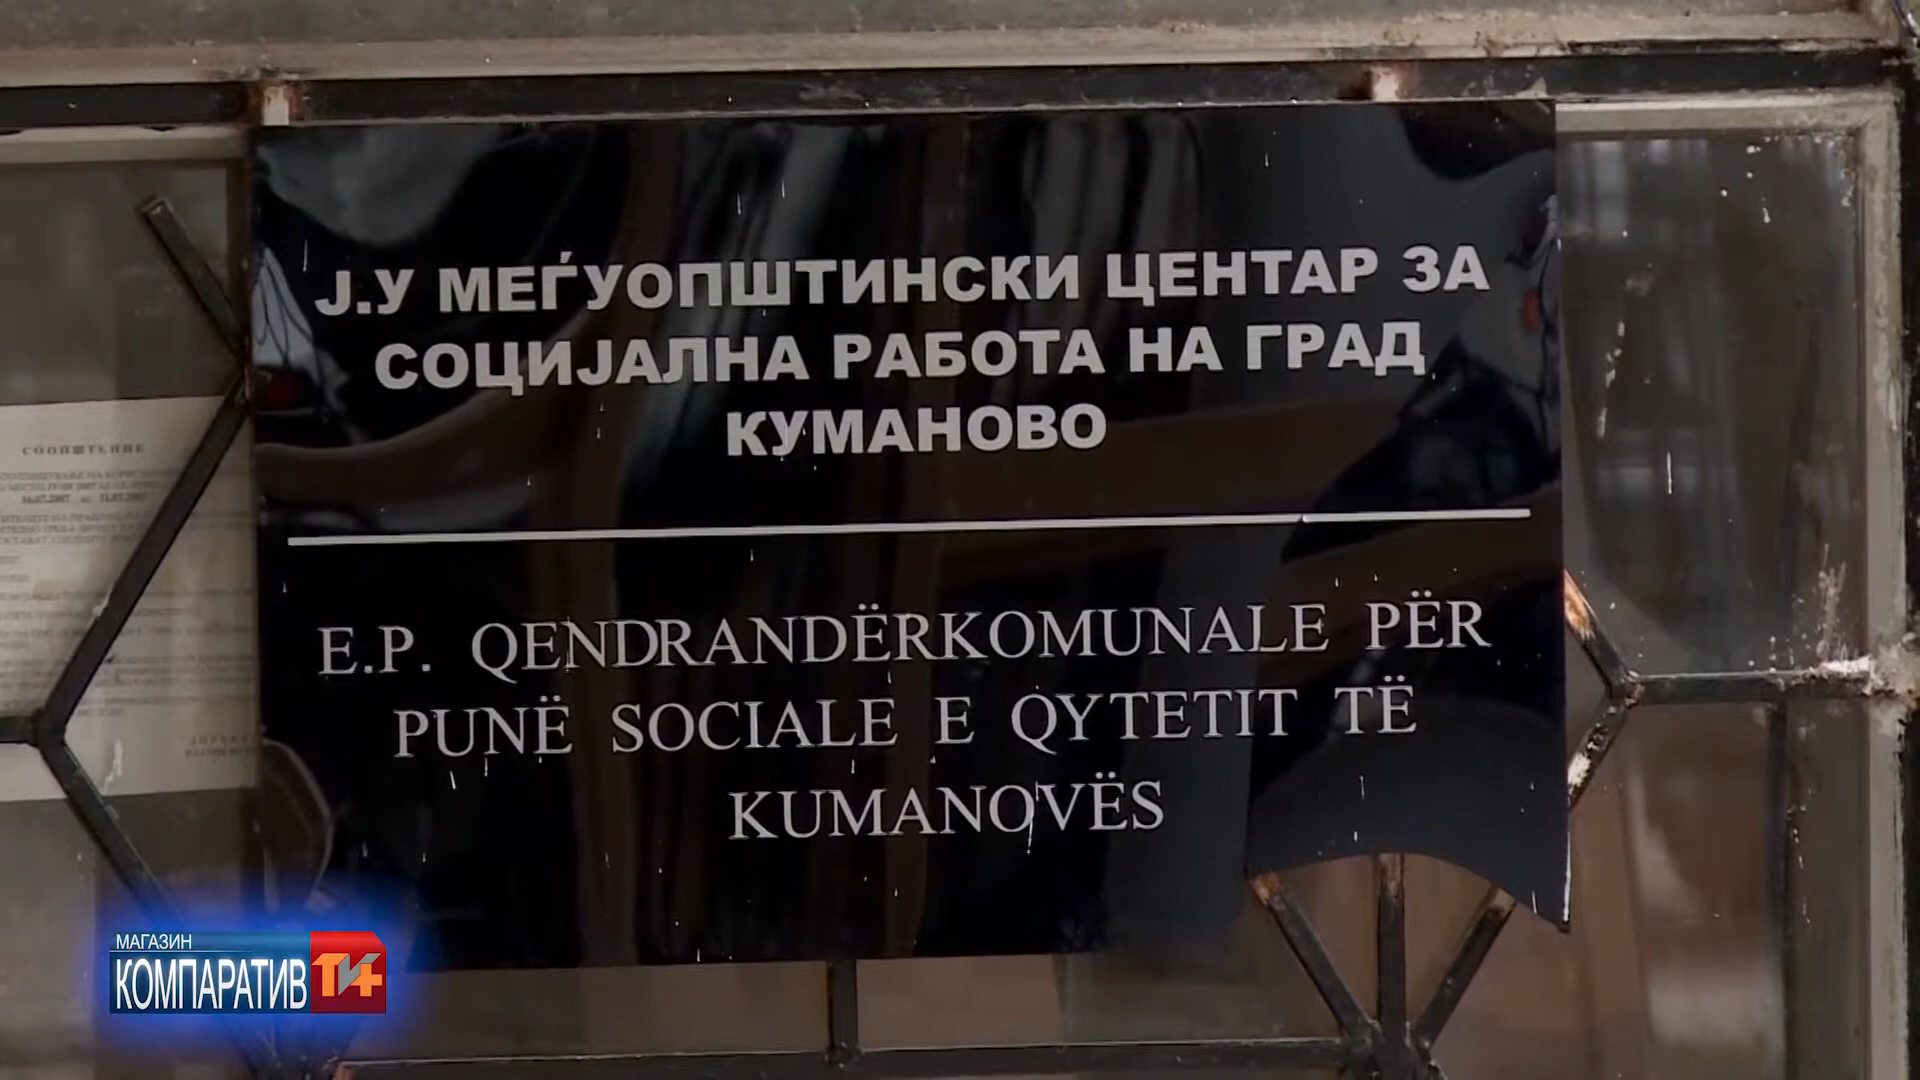 Ј.У МЕЃУОПШТИНСКИ ЦЕНТАР ЗА
СОЦИЈАЛНА РАБОТА НА ГРАД
КУМАНОВО
E.P. QENDRANDËRKOMUNALE PËR
PUNË SOCIALE E QYTETIT TË
KUMANOVËS
СООПШТЕНИЕ
МАГАЗИН
КОМПАРАТИВ